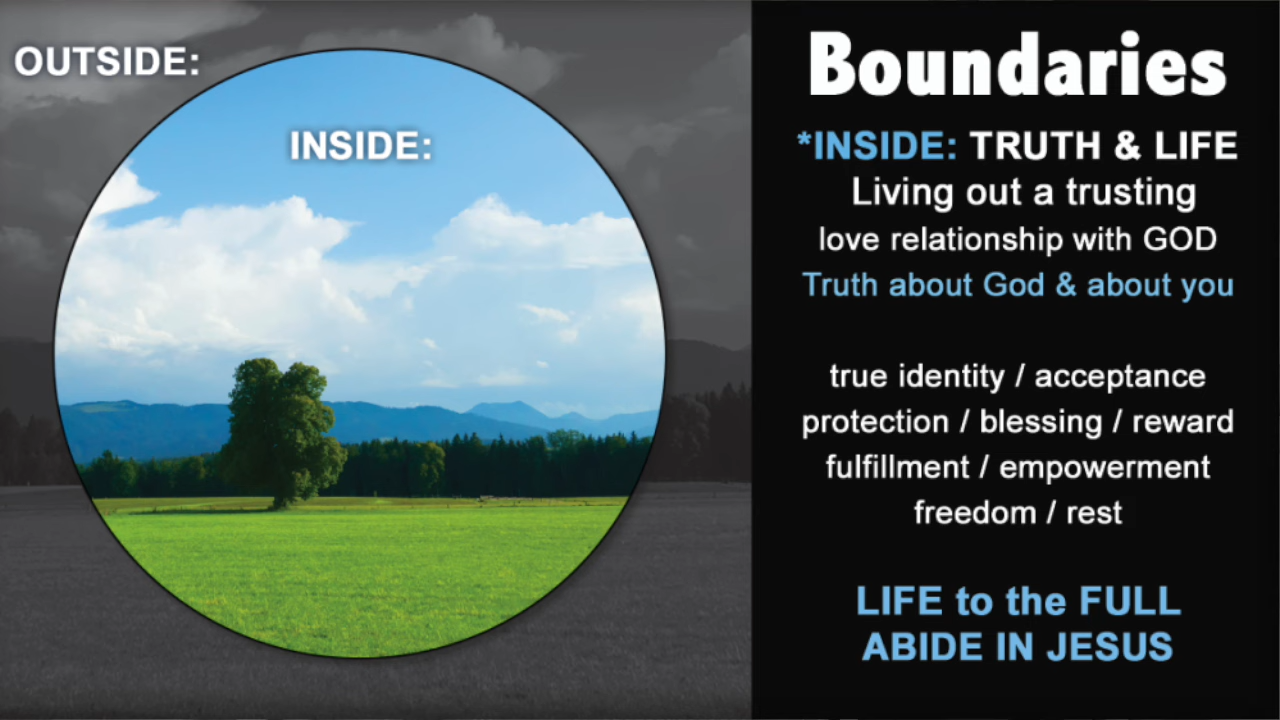 OUTSIDE:
INSIDE:
Boundaries
*INSIDE: TRUTH & LIFE
Living out a trusting
love relationship with GOD
Truth about God & about you
true identity / acceptance
protection / blessing / reward
fulfillment / empowerment
freedom / rest
LIFE to the FULL
ABIDE IN JESUS